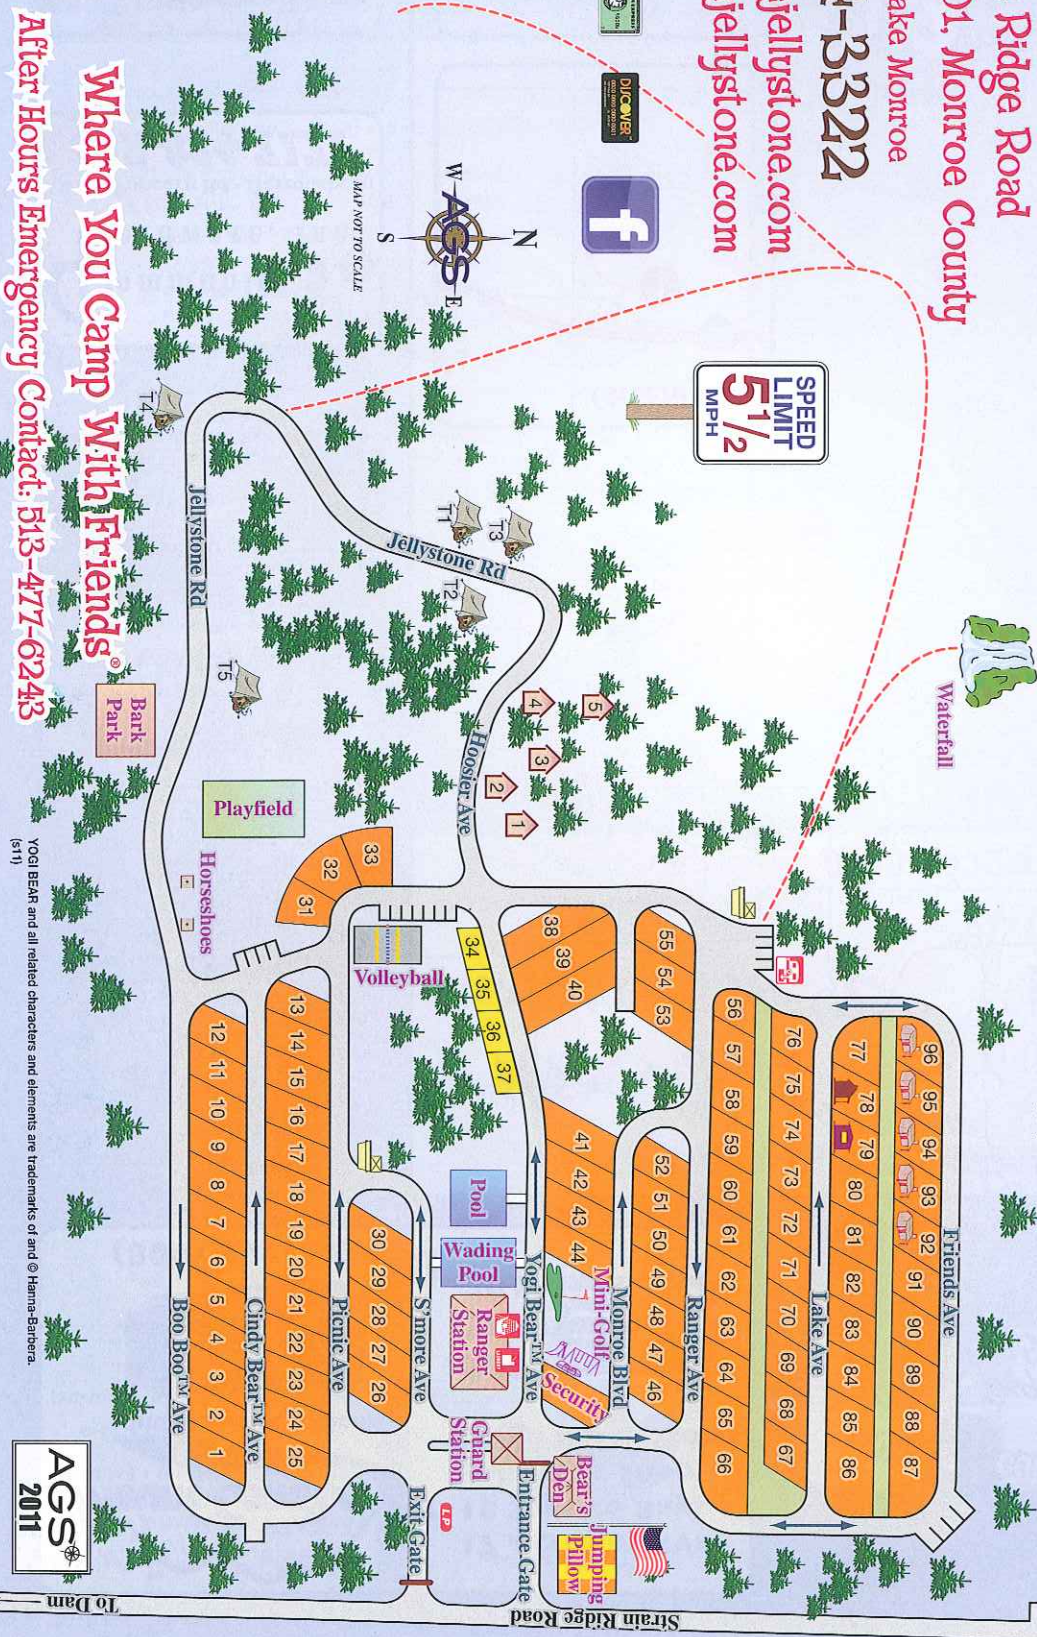 Ridge Road
01, Monroe County
ake Monroe
-3322
jellystone.com
jellystone.com
DISCOVER
f
N
W
E
S
AGS
MAP NOT TO SCALE
SPEED
LIMIT
5 1/2
MPH
Waterfall
Where You Camp With Friends®
After Hours Emergency Contact: 513-477-6243
T4
T1
T3
T2
T5
Jellystone Rd
Jellystone Rd
Hoosier Ave
Bark
Park
Playfield
Horseshoes
Volleyball
1
2
3
4
5
33
32
31
34 35 36 37
38 39 40
55 54 53
56 57 58 59 60 61 62 63 64 65 66
76 75 74 73 72 71 70 69 68 67
77 78 79 80 81 82 83 84 85 86
96 95 94 93 92 91 90 89 88 87
Friends Ave
Lake Ave
Ranger Ave
52 51 50 49 48 47 46
Monroe Blvd
41 42 43 44
Mini-Golf
Security
Yogi Bear™ Ave
Pool
Wading
Pool
Ranger
Station
S'more Ave
30 29 28 27 26
Picnic Ave
13 14 15 16 17 18 19 20 21 22 23 24 25
Cindy Bear™ Ave
12 11 10 9 8 7 6 5 4 3 2 1
Boo Boo™ Ave
Guard
Station
Bear's
Den
Jumping
Pillow
Entrance Gate
Exit Gate
LP
Strain Ridge Road
To Dam
YOGI BEAR and all related characters and elements are trademarks of and © Hanna-Barbera.
(s11)
AGS
2011